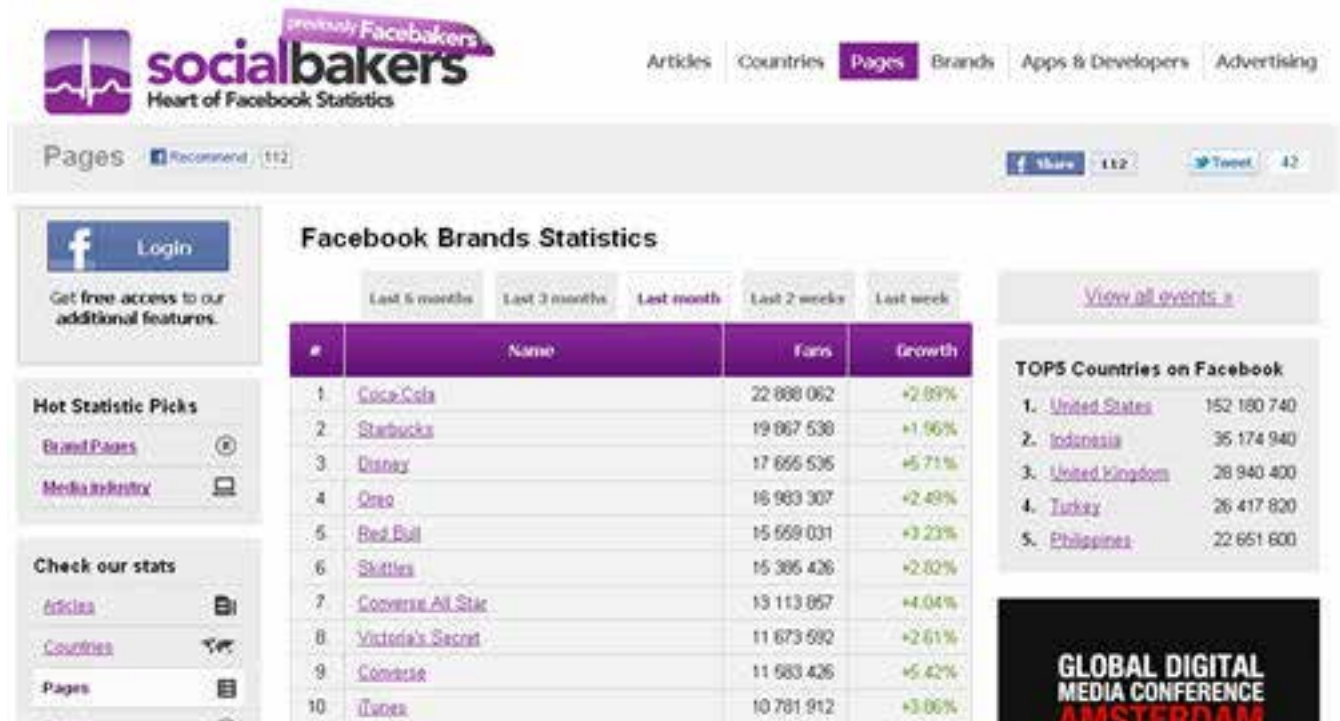 previously Facebakers
socialbakers
Heart of Facebook Statistics
Articles Countries Pages Brands Apps & Developers Advertising
Pages Recommend 112
Share 112 Tweet 42
Login
Get free access to our
additional features.
Hot Statistic Picks
Brand Pages
Media industry
Check our stats
Articles
Countries
Pages
Facebook Brands Statistics
Last 6 months Last 3 months Last month Last 2 weeks Last week
# Name Fans Growth
1 Coca-Cola 22 888 062 +2.89%
2 Starbucks 19 867 538 +1.96%
3 Disney 17 655 535 +5.71%
4 Oreo 16 983 307 +2.49%
5 Red Bull 15 559 031 +3.23%
6 Skittles 15 385 426 +2.82%
7 Converse All Star 13 113 857 +4.04%
8 Victoria's Secret 11 673 592 +2.61%
9 Converse 11 583 426 +5.42%
10 iTunes 10 781 912 +3.86%
View all events »
TOP5 Countries on Facebook
1. United States 152 180 740
2. Indonesia 35 174 940
3. United Kingdom 28 940 400
4. Turkey 26 417 820
5. Philippines 22 651 600
GLOBAL DIGITAL
MEDIA CONFERENCE
AMSTERDAM